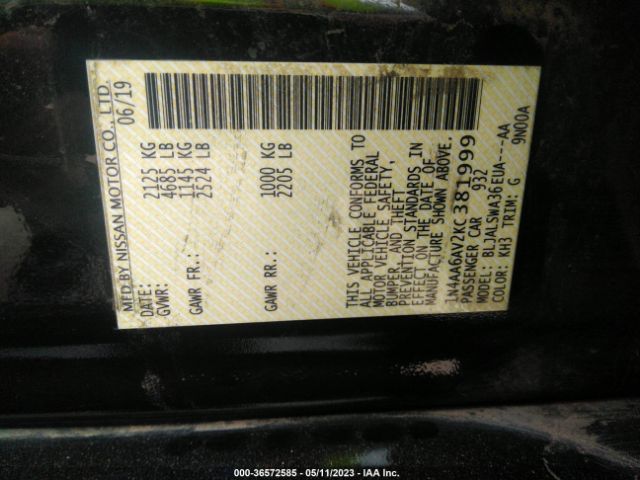 MFD BY NISSAN MOTOR CO., LTD.
DATE: 06/19
GVWR: 2125 KG
4685 LB
GAWR FR.: 1145 KG
2524 LB
GAWR RR.: 1000 KG
2205 LB
THIS VEHICLE CONFORMS TO
ALL APPLICABLE FEDERAL
MOTOR VEHICLE SAFETY,
BUMPER, AND THEFT
PREVENTION STANDARDS IN
EFFECT ON THE DATE OF
MANUFACTURE SHOWN ABOVE.
1N4AA6AV2KC381999
PASSENGER CAR 932
MODEL: BLJALSWA36EUA---AA
COLOR: KH3 TRIM: G 9N00A
000-36572585 - 05/11/2023 - IAA Inc.